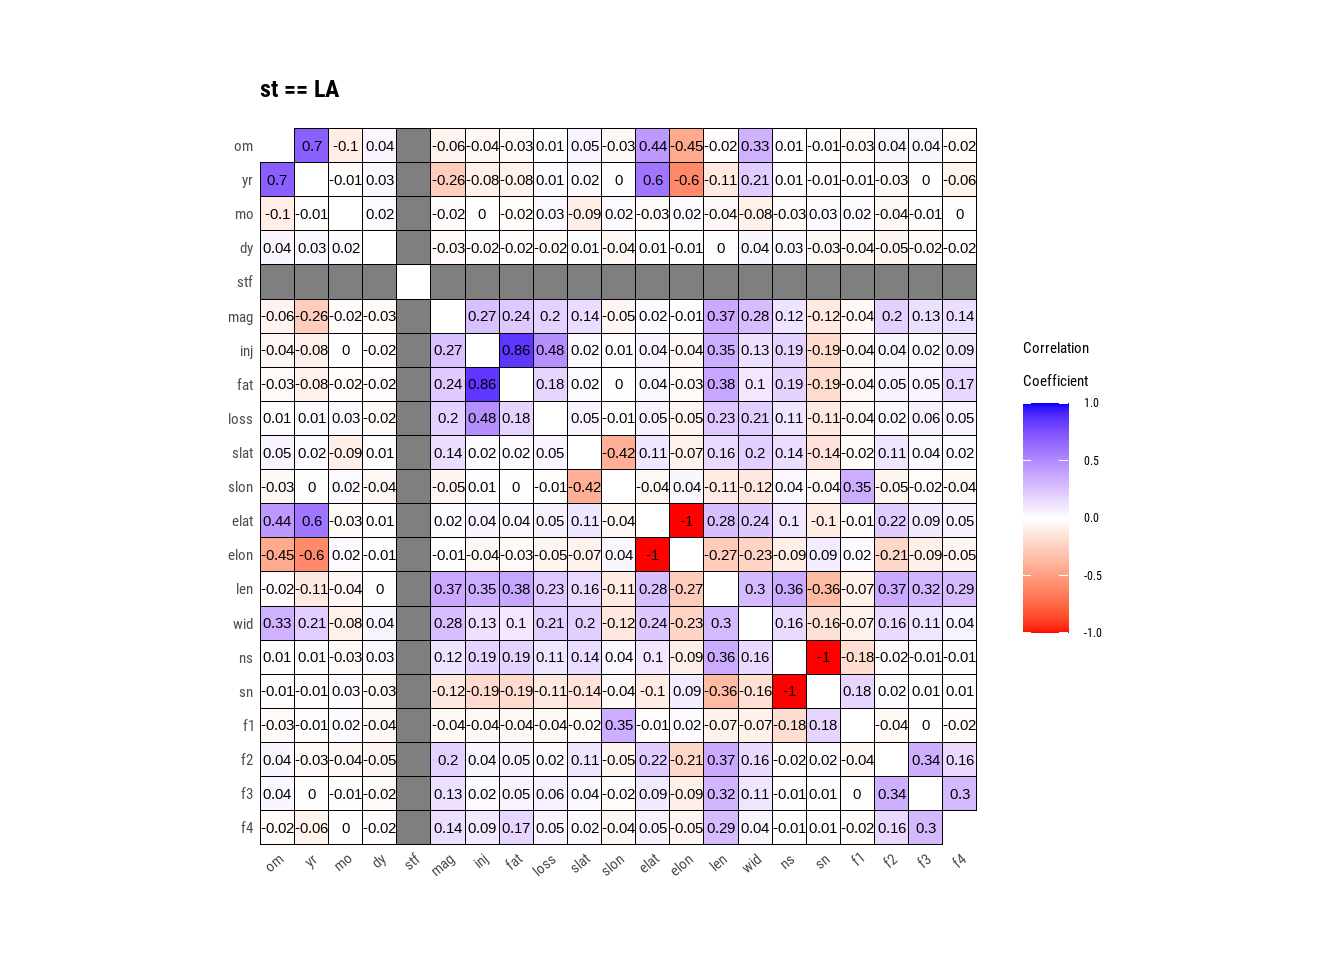 st == LA
om 0.7 -0.1 0.04 -0.06 -0.04 -0.03 0.01 0.05 -0.03 0.44 -0.45 -0.02 0.33 0.01 -0.01 -0.03 0.04 0.04 -0.02
yr 0.7 -0.01 0.03 -0.26 -0.08 -0.08 0.01 0.02 0 0.6 -0.6 -0.11 0.21 0.01 -0.01 -0.01 -0.03 0 -0.06
mo -0.1 -0.01 0.02 -0.02 0 -0.02 0.03 -0.09 0.02 -0.03 0.02 -0.04 -0.08 -0.03 0.03 0.02 -0.04 -0.01 0
dy 0.04 0.03 0.02 -0.03 -0.02 -0.02 -0.02 0.01 -0.04 0.01 -0.01 0 0.04 0.03 -0.03 -0.04 -0.05 -0.02 -0.02
stf
mag -0.06 -0.26 -0.02 -0.03 0.27 0.24 0.2 0.14 -0.05 0.02 -0.01 0.37 0.28 0.12 -0.12 -0.04 0.2 0.13 0.14
inj -0.04 -0.08 0 -0.02 0.27 0.86 0.48 0.02 0.01 0.04 -0.04 0.35 0.13 0.19 -0.19 -0.04 0.04 0.02 0.09
fat -0.03 -0.08 -0.02 -0.02 0.24 0.86 0.18 0.02 0 0.04 -0.03 0.38 0.1 0.19 -0.19 -0.04 0.05 0.05 0.17
loss 0.01 0.01 0.03 -0.02 0.2 0.48 0.18 0.05 -0.01 0.05 -0.05 0.23 0.21 0.11 -0.11 -0.04 0.02 0.06 0.05
slat 0.05 0.02 -0.09 0.01 0.14 0.02 0.02 0.05 -0.42 0.11 -0.07 0.16 0.2 0.14 -0.14 -0.02 0.11 0.04 0.02
slon -0.03 0 0.02 -0.04 -0.05 0.01 0 -0.01 -0.42 -0.04 0.04 -0.11 -0.12 0.04 -0.04 0.35 -0.05 -0.02 -0.04
elat 0.44 0.6 -0.03 0.01 0.02 0.04 0.04 0.05 0.11 -0.04 -1 0.28 0.24 0.1 -0.1 -0.01 0.22 0.09 0.05
elon -0.45 -0.6 0.02 -0.01 -0.01 -0.04 -0.03 -0.05 -0.07 0.04 -1 -0.27 -0.23 -0.09 0.09 0.02 -0.21 -0.09 -0.05
len -0.02 -0.11 -0.04 0 0.37 0.35 0.38 0.23 0.16 -0.11 0.28 -0.27 0.3 0.36 -0.36 -0.07 0.37 0.32 0.29
wid 0.33 0.21 -0.08 0.04 0.28 0.13 0.1 0.21 0.2 -0.12 0.24 -0.23 0.3 0.16 -0.16 -0.07 0.16 0.11 0.04
ns 0.01 0.01 -0.03 0.03 0.12 0.19 0.19 0.11 0.14 0.04 0.1 -0.09 0.36 0.16 -1 -0.18 -0.02 -0.01 -0.01
sn -0.01 -0.01 0.03 -0.03 -0.12 -0.19 -0.19 -0.11 -0.14 -0.04 -0.1 0.09 -0.36 -0.16 -1 0.18 0.02 0.01 0.01
f1 -0.03 -0.01 0.02 -0.04 -0.04 -0.04 -0.04 -0.04 -0.02 0.35 -0.01 0.02 -0.07 -0.07 -0.18 0.18 -0.04 0 -0.02
f2 0.04 -0.03 -0.04 -0.05 0.2 0.04 0.05 0.02 0.11 -0.05 0.22 -0.21 0.37 0.16 -0.02 0.02 -0.04 0.34 0.16
f3 0.04 0 -0.01 -0.02 0.13 0.02 0.05 0.06 0.04 -0.02 0.09 -0.09 0.32 0.11 -0.01 0.01 0 0.34 0.3
f4 -0.02 -0.06 0 -0.02 0.14 0.09 0.17 0.05 0.02 -0.04 0.05 -0.05 0.29 0.04 -0.01 0.01 -0.02 0.16 0.3
om yr mo dy stf mag inj fat loss slat slon elat elon len wid ns sn f1 f2 f3 f4
Correlation
Coefficient
1.0
0.5
0.0
-0.5
-1.0